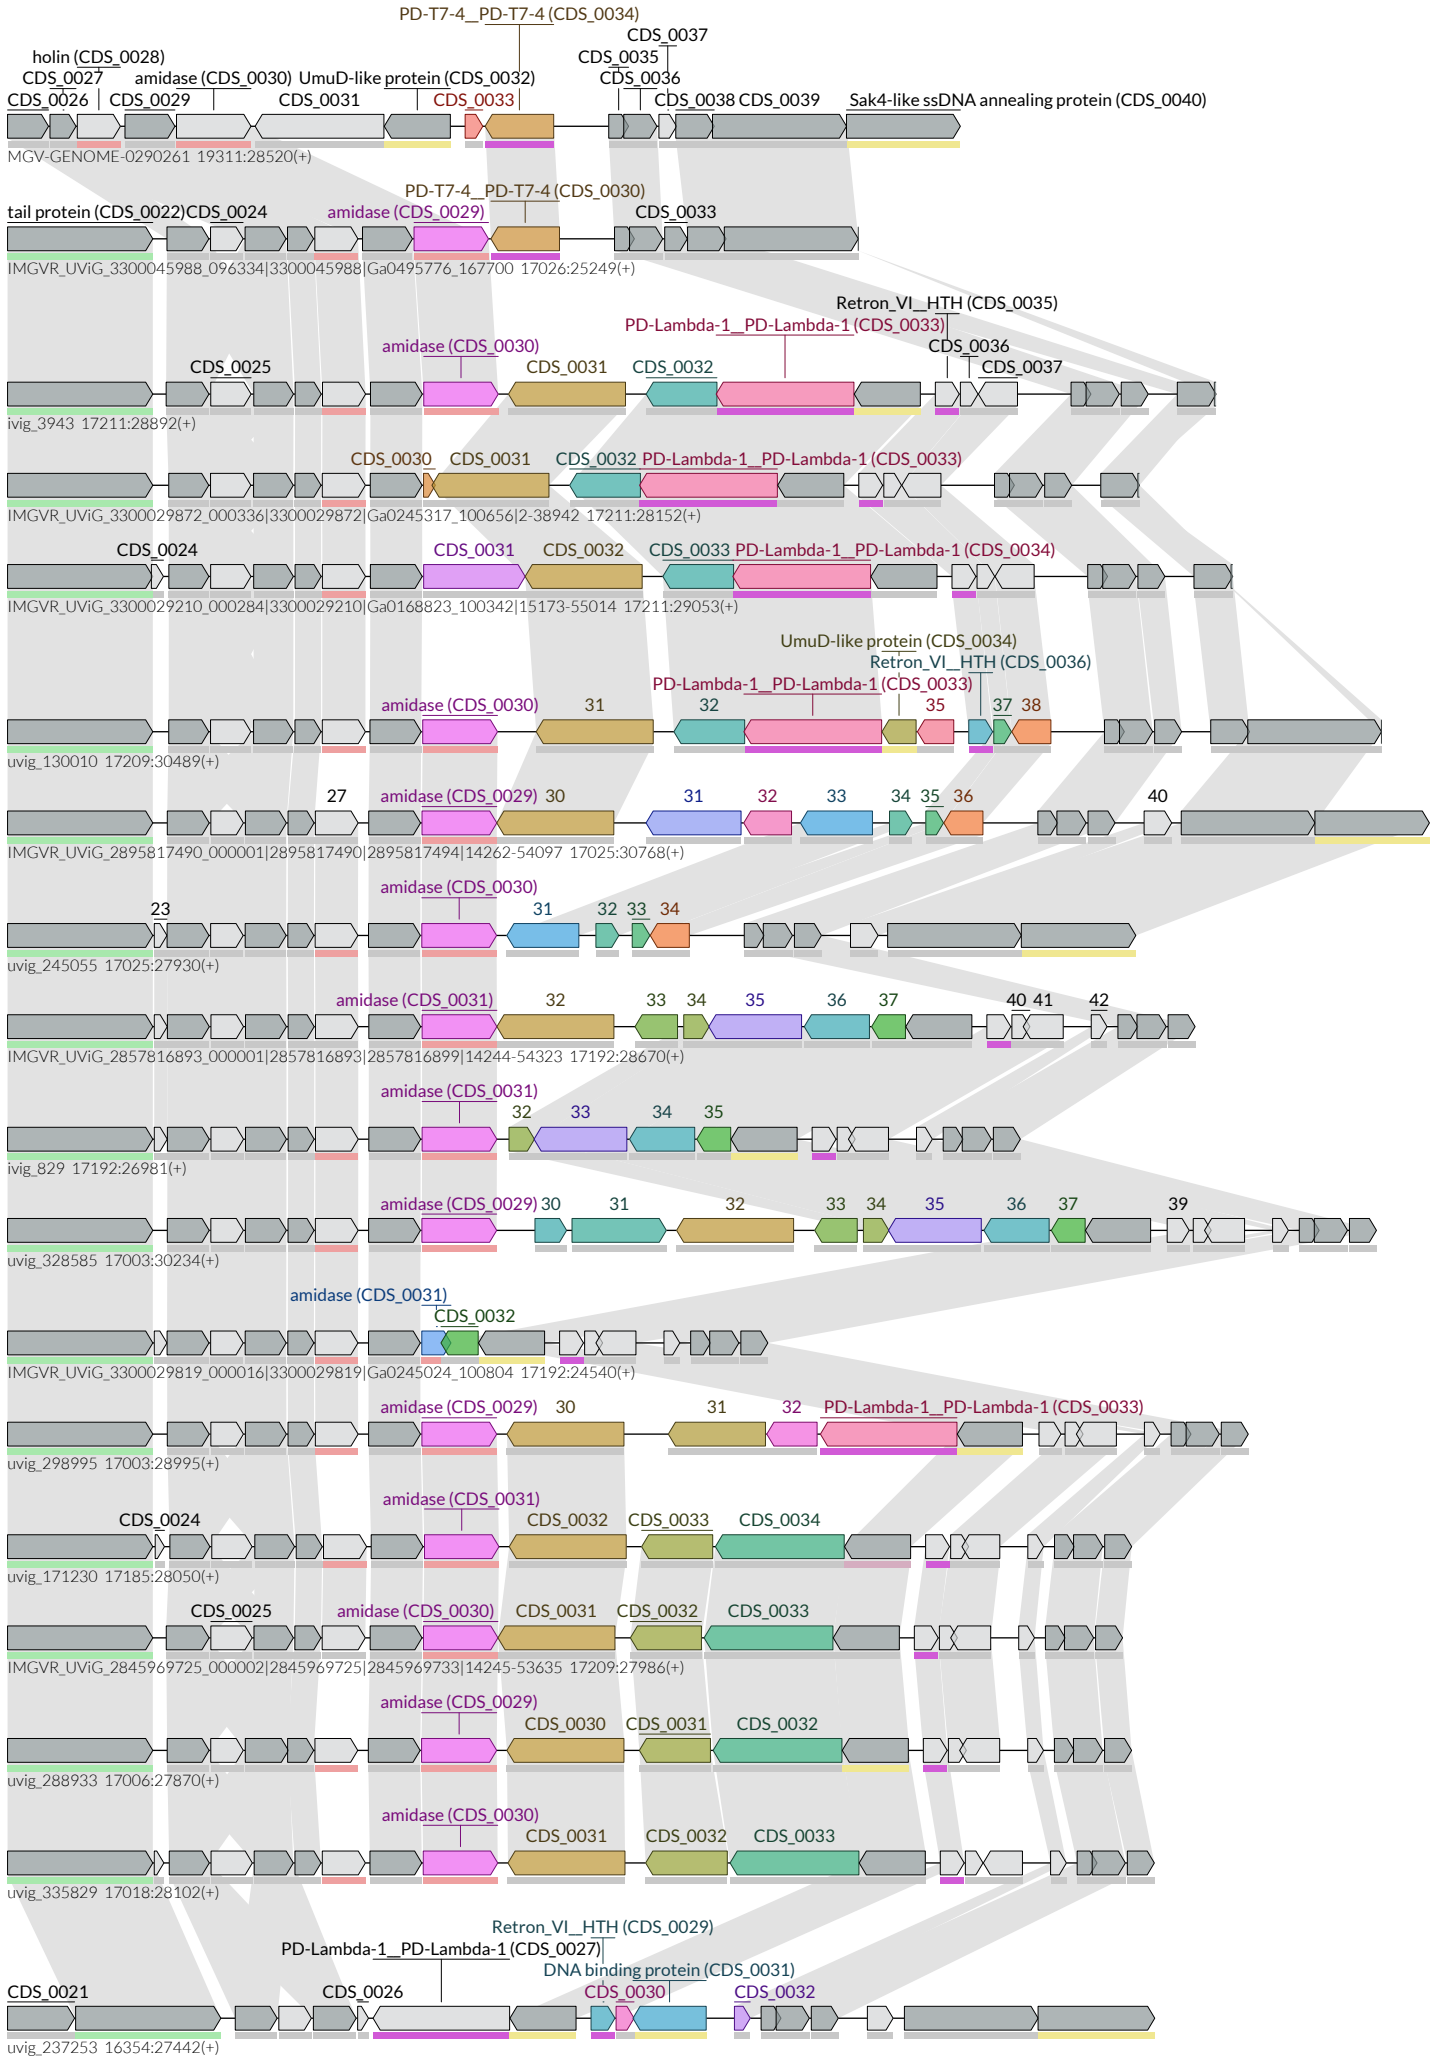 PD-T7-4__PD-T7-4 (CDS_0034)
CDS_0037
holin (CDS_0028) CDS_0035
CDS_0027 amidase (CDS_0030) UmuD-like protein (CDS_0032) CDS_0036
CDS_0026 CDS_0029 CDS_0031 CDS_0033 CDS_0038 CDS_0039 Sak4-like ssDNA annealing protein (CDS_0040)
MGV-GENOME-0290261 19311:28520(+)
PD-T7-4__PD-T7-4 (CDS_0030)
tail protein (CDS_0022) CDS_0024 amidase (CDS_0029) CDS_0033
IMGVR_UViG_3300045988_096334|3300045988|Ga0495776_167700 17026:25249(+)
Retron_VI__HTH (CDS_0035)
PD-Lambda-1__PD-Lambda-1 (CDS_0033)
amidase (CDS_0030) CDS_0036
CDS_0025 CDS_0031 CDS_0032 CDS_0037
ivig_3943 17211:28892(+)
CDS_0030 CDS_0031 CDS_0032 PD-Lambda-1__PD-Lambda-1 (CDS_0033)
IMGVR_UViG_3300029872_000336|3300029872|Ga0245317_100656|2-38942 17211:28152(+)
CDS_0024 CDS_0031 CDS_0032 CDS_0033 PD-Lambda-1__PD-Lambda-1 (CDS_0034)
IMGVR_UViG_3300029210_000284|3300029210|Ga0168823_100342|15173-55014 17211:29053(+)
UmuD-like protein (CDS_0034)
Retron_VI__HTH (CDS_0036)
PD-Lambda-1__PD-Lambda-1 (CDS_0033)
amidase (CDS_0030) 31 32 35 37 38
uvig_130010 17209:30489(+)
27 amidase (CDS_0029) 30 31 32 33 34 35 36 40
IMGVR_UViG_2895817490_000001|2895817490|2895817494|14262-54097 17025:30768(+)
amidase (CDS_0030)
23 31 32 33 34
uvig_245055 17025:27930(+)
amidase (CDS_0031) 32 33 34 35 36 37 40 41 42
IMGVR_UViG_2857816893_000001|2857816893|2857816899|14244-54323 17192:28670(+)
amidase (CDS_0031)
32 33 34 35
ivig_829 17192:26981(+)
amidase (CDS_0029) 30 31 32 33 34 35 36 37 39
uvig_328585 17003:30234(+)
amidase (CDS_0031)
CDS_0032
IMGVR_UViG_3300029819_000016|3300029819|Ga0245024_100804 17192:24540(+)
amidase (CDS_0029) 30 31 32 PD-Lambda-1__PD-Lambda-1 (CDS_0033)
uvig_298995 17003:28995(+)
amidase (CDS_0031)
CDS_0024 CDS_0032 CDS_0033 CDS_0034
uvig_171230 17185:28050(+)
CDS_0025 amidase (CDS_0030) CDS_0031 CDS_0032 CDS_0033
IMGVR_UViG_2845969725_000002|2845969725|2845969733|14245-53635 17209:27986(+)
amidase (CDS_0029)
CDS_0030 CDS_0031 CDS_0032
uvig_288933 17006:27870(+)
amidase (CDS_0030)
CDS_0031 CDS_0032 CDS_0033
uvig_335829 17018:28102(+)
Retron_VI__HTH (CDS_0029)
PD-Lambda-1__PD-Lambda-1 (CDS_0027)
DNA binding protein (CDS_0031)
CDS_0021 CDS_0026 CDS_0030 CDS_0032
uvig_237253 16354:27442(+)